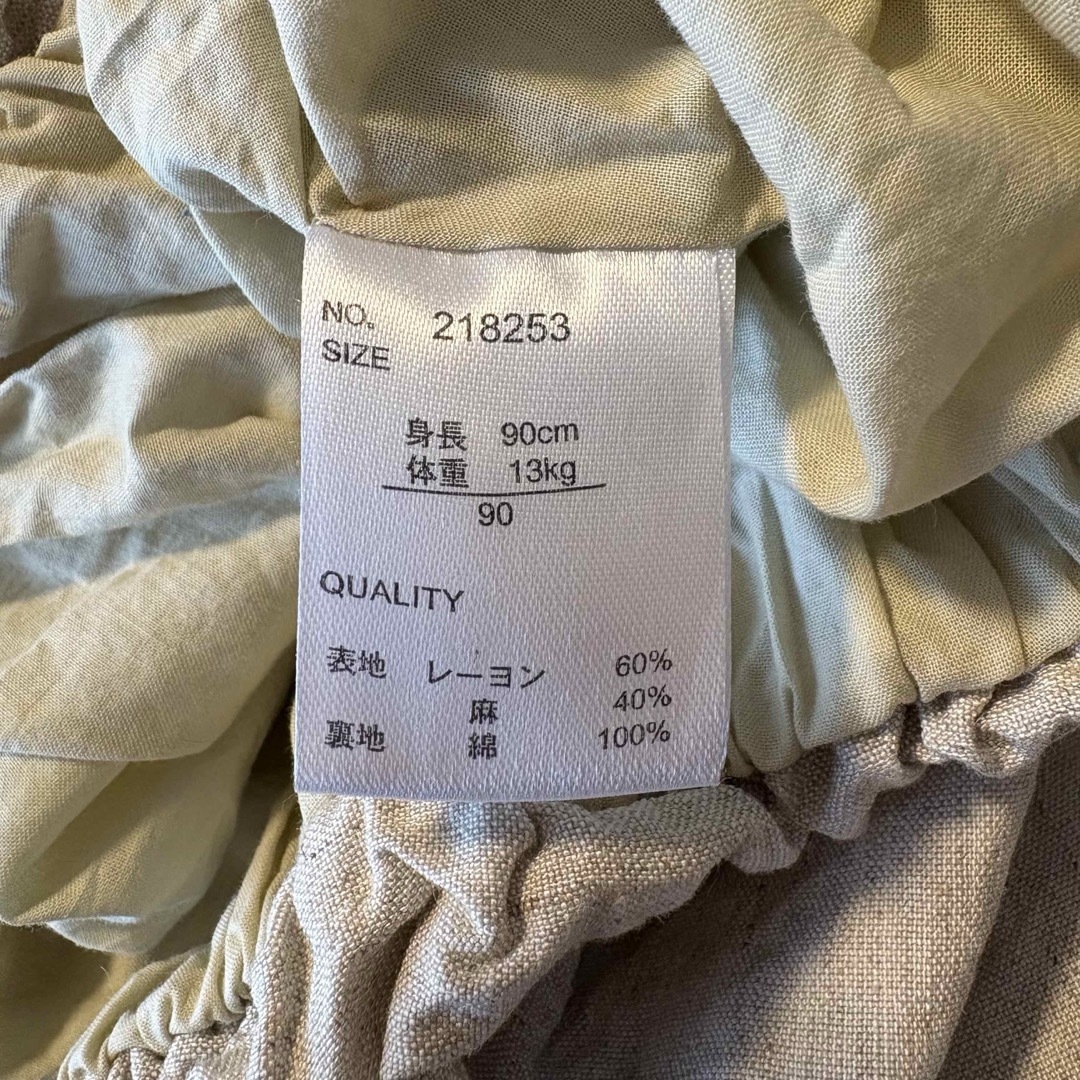 NO. 218253
SIZE
身長 90cm
体重 13kg
90
QUALITY
表地 レーヨン 60%
麻 40%
裏地 綿 100%